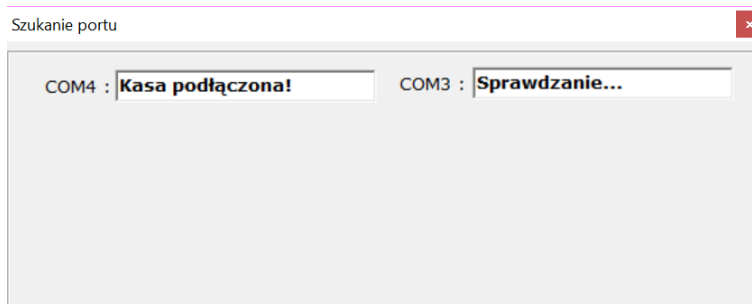 Szukanie portu
COM4 : Kasa podłączona! COM3 : Sprawdzanie...